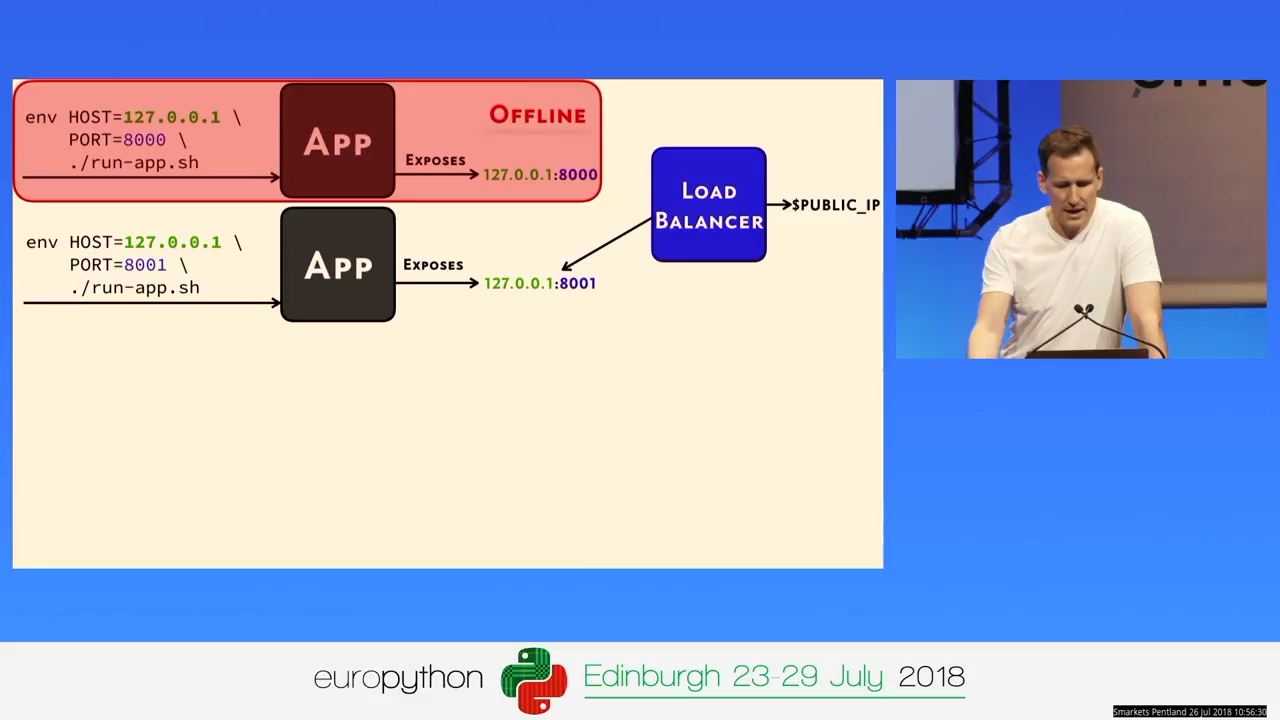 env HOST=127.0.0.1 \
PORT=8000 \
./run-app.sh
App
Exposes
Offline
127.0.0.1:8000
env HOST=127.0.0.1 \
PORT=8001 \
./run-app.sh
App
Exposes
127.0.0.1:8001
Load
Balancer
$PUBLIC_IP
europython
Edinburgh 23-29 July 2018
Smarkets Pentland 26 Jul 2018 10:56:30